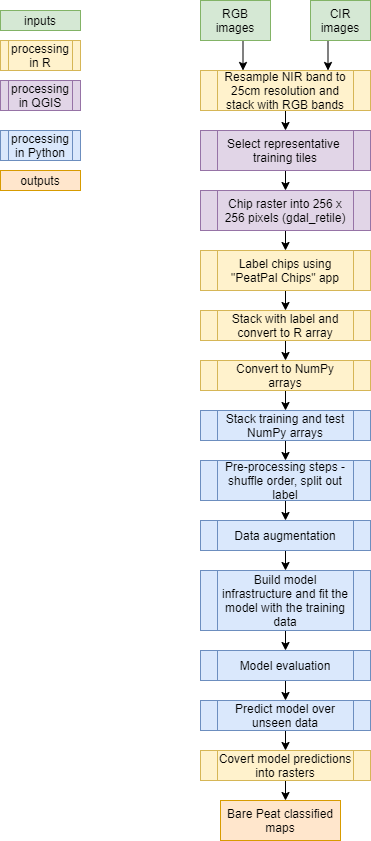 inputs
processing
in R
processing
in QGIS
processing
in Python
outputs
RGB
images
CIR
images
Resample NIR band to
25cm resolution and
stack with RGB bands
Select representative
training tiles
Chip raster into 256 x
256 pixels (gdal_retile)
Label chips using
"PeatPal Chips" app
Stack with label and
convert to R array
Convert to NumPy
arrays
Stack training and test
NumPy arrays
Pre-processing steps -
shuffle order, split out
label
Data augmentation
Build model
infrastructure and fit the
model with the training
data
Model evaluation
Predict model over
unseen data
Covert model predictions
into rasters
Bare Peat classified
maps